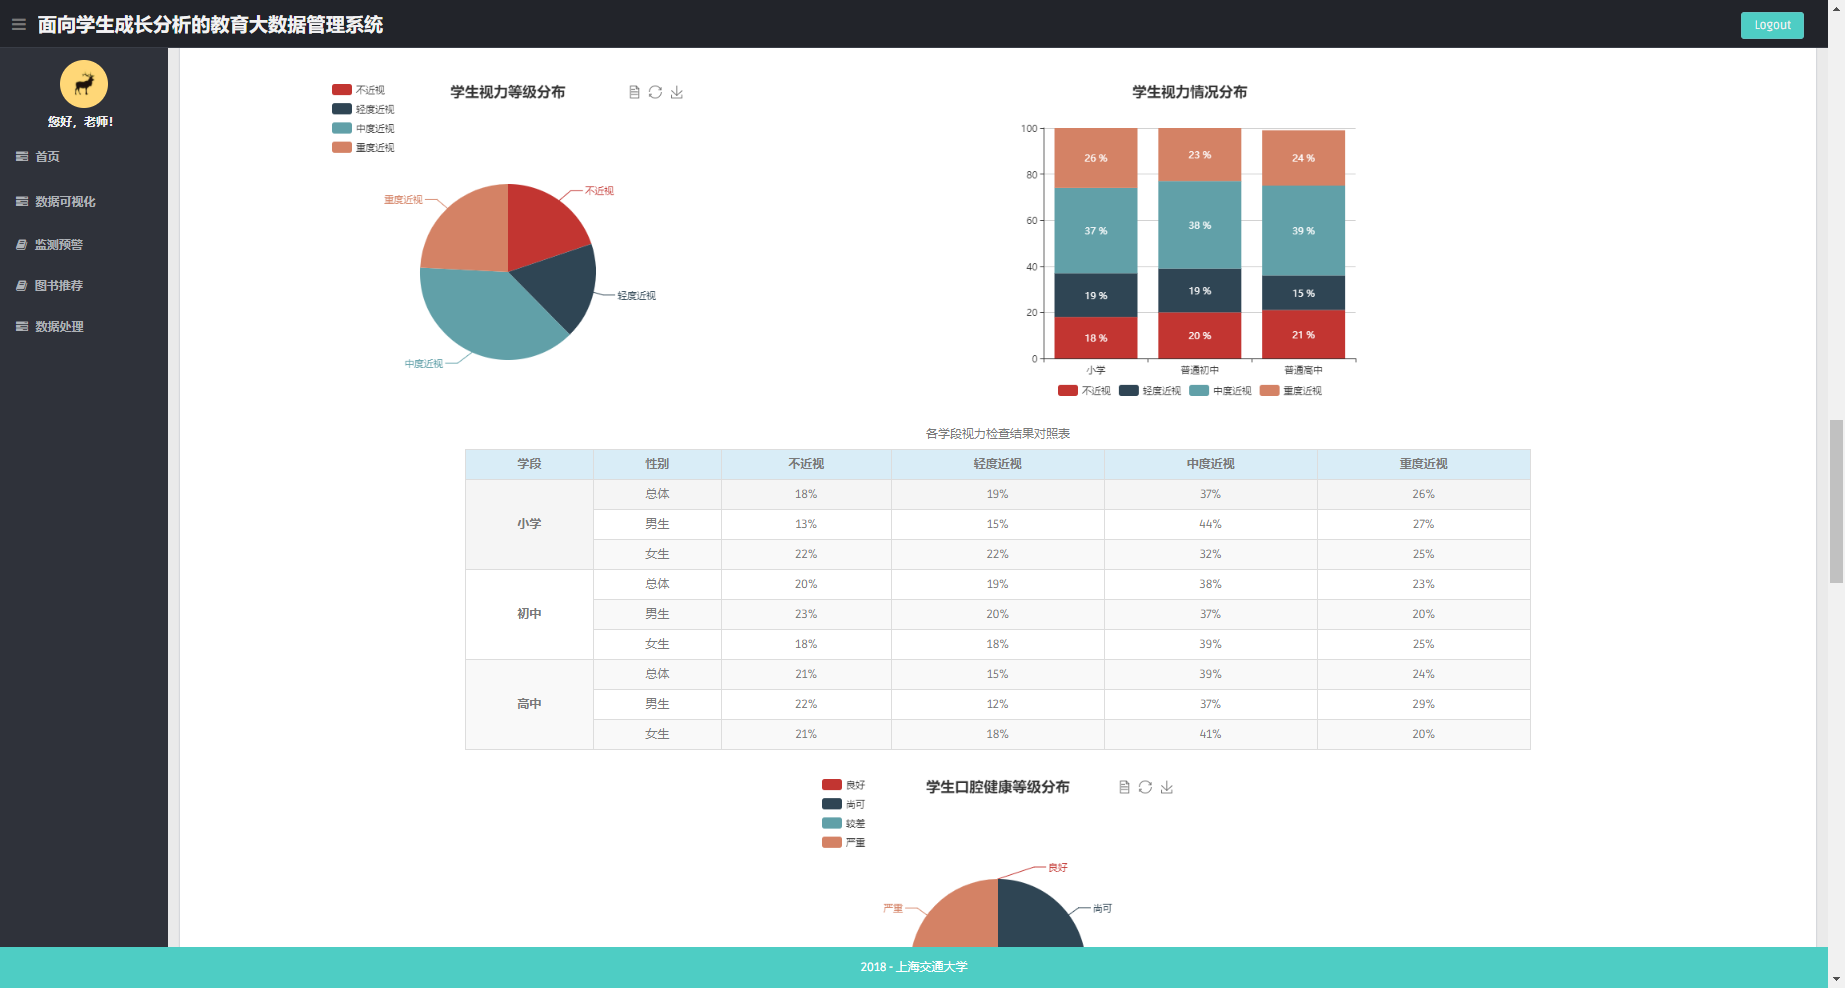 面向学生成长分析的教育大数据管理系统
Logout
您好，老师！
首页
数据可视化
监测预警
图书推荐
数据处理
不近视
轻度近视
中度近视
重度近视
学生视力等级分布
不近视
重度近视
轻度近视
中度近视
学生视力情况分布
100
80
60
40
20
0
26 % 23 % 24 %
37 % 38 % 39 %
19 % 19 % 15 %
18 % 20 % 21 %
小学 普通初中 普通高中
不近视 轻度近视 中度近视 重度近视
各学段视力检查结果对照表
学段 性别 不近视 轻度近视 中度近视 重度近视
小学
总体 18% 19% 37% 26%
男生 13% 15% 44% 27%
女生 22% 22% 32% 25%
初中
总体 20% 19% 38% 23%
男生 23% 20% 37% 20%
女生 18% 18% 39% 25%
高中
总体 21% 15% 39% 24%
男生 22% 12% 37% 29%
女生 21% 18% 41% 20%
良好
尚可
较差
严重
学生口腔健康等级分布
良好
严重
尚可
2018 - 上海交通大学